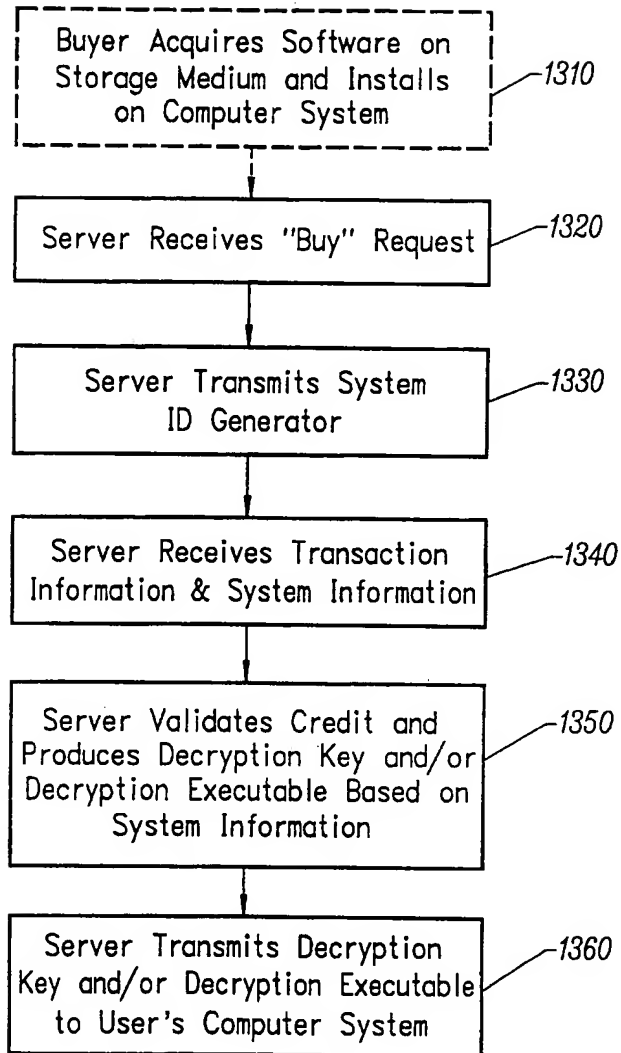 Buyer Acquires Software on
Storage Medium and Installs
on Computer System
1310
Server Receives "Buy" Request
1320
Server Transmits System
ID Generator
1330
Server Receives Transaction
Information & System Information
1340
Server Validates Credit and
Produces Decryption Key and/or
Decryption Executable Based on
System Information
1350
Server Transmits Decryption
Key and/or Decryption Executable
to User's Computer System
1360